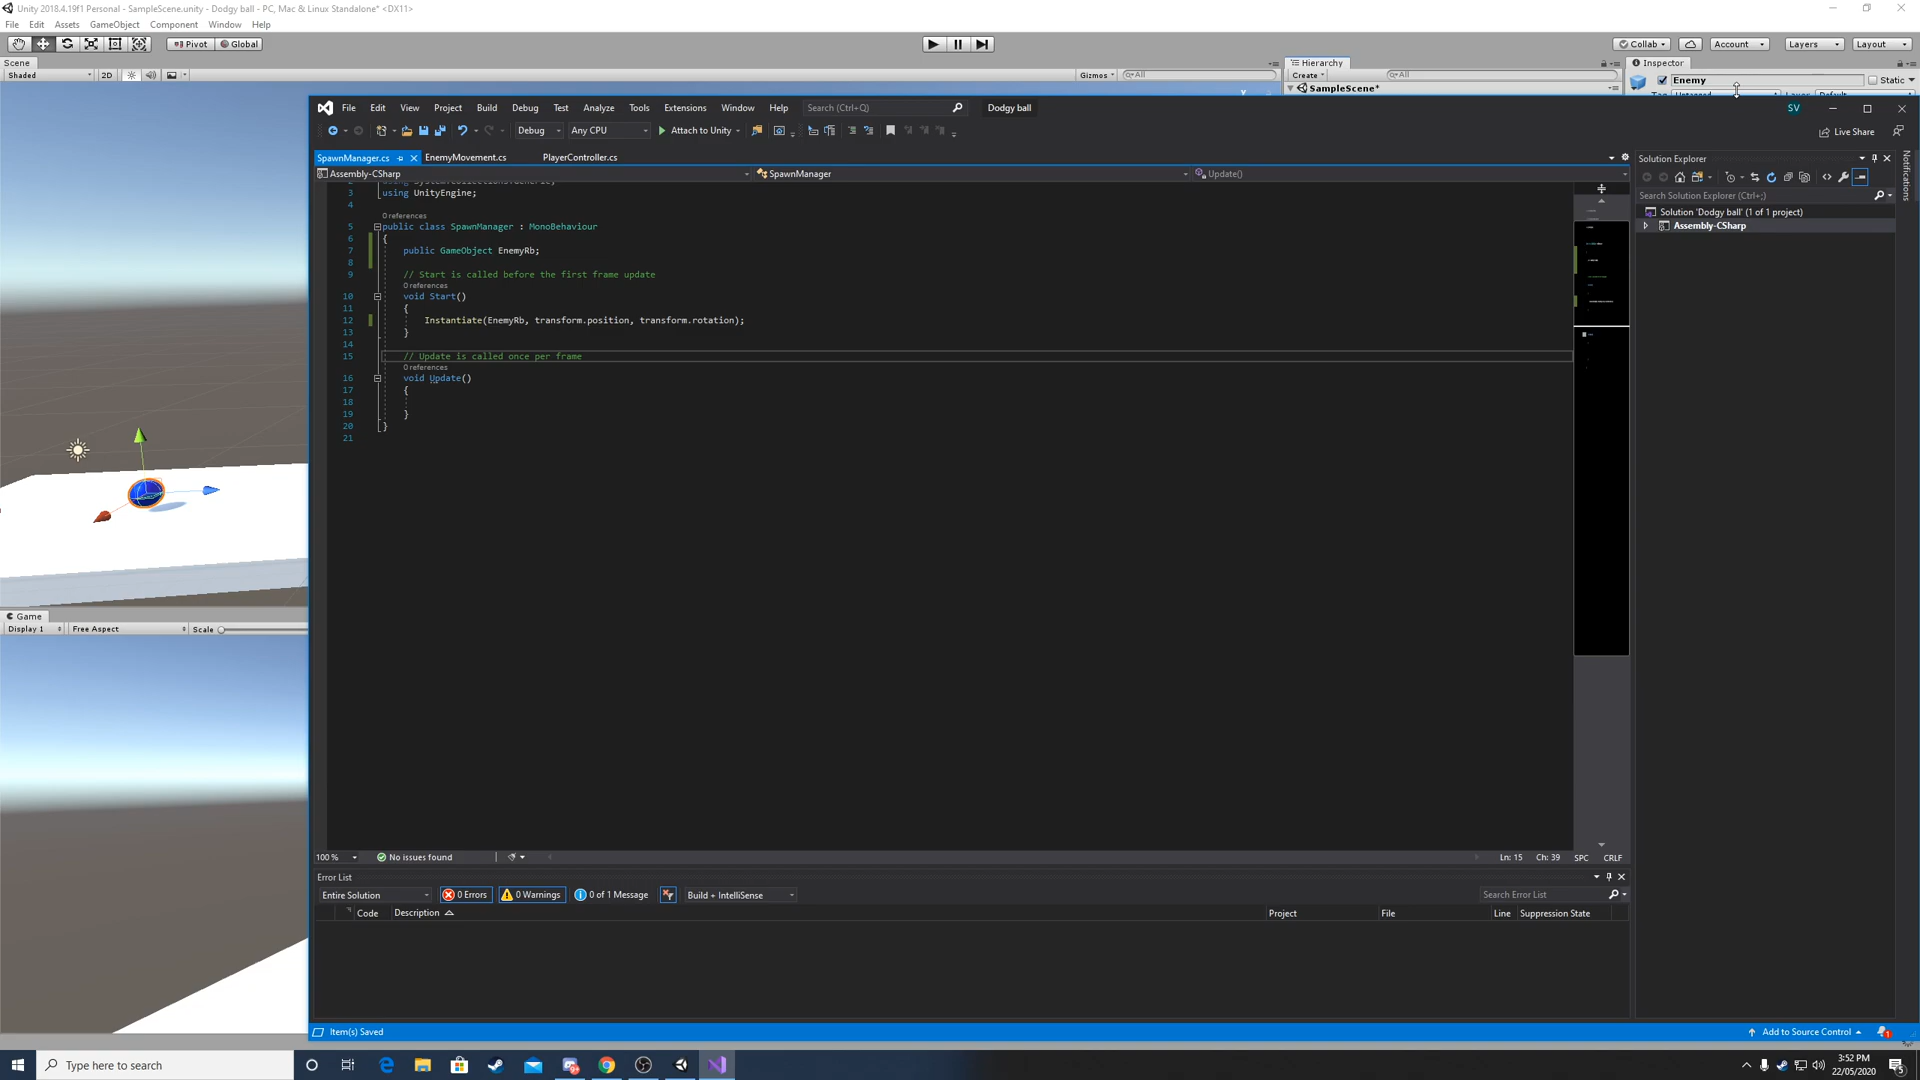 Unity 2018.4.19f1 Personal - SampleScene.unity - Dodgy ball - PC, Mac & Linux Standalone* <DX11>
File Edit Assets GameObject Component Window Help
Pivot Global Collab Account Layers Layout
Scene Hierarchy Inspector
Shaded 2D Gizmos All Create All Enemy Static
SampleScene*
File Edit View Project Build Debug Test Analyze Tools Extensions Window Help Search (Ctrl+Q) Dodgy ball SV
Debug Any CPU Attach to Unity Live Share
SpawnManager.cs EnemyMovement.cs PlayerController.cs Solution Explorer Notifications
Assembly-CSharp SpawnManager Update()
Search Solution Explorer (Ctrl+;)
Solution 'Dodgy ball' (1 of 1 project)
Assembly-CSharp
3 using UnityEngine;
4
0 references
5 public class SpawnManager : MonoBehaviour
6 {
7 public GameObject EnemyRb;
8
9 // Start is called before the first frame update
0 references
10 void Start()
11 {
12 Instantiate(EnemyRb, transform.position, transform.rotation);
13 }
14
15 // Update is called once per frame
0 references
16 void Update()
17 {
18
19 }
20 }
21
Game
Display 1 Free Aspect Scale
100 % No issues found Ln: 15 Ch: 39 SPC CRLF
Error List
Entire Solution 0 Errors 0 Warnings 0 of 1 Message Build + IntelliSense Search Error List
Code Description Project File Line Suppression State
Item(s) Saved Add to Source Control 1
Type here to search 3:52 PM
22/05/2020 5